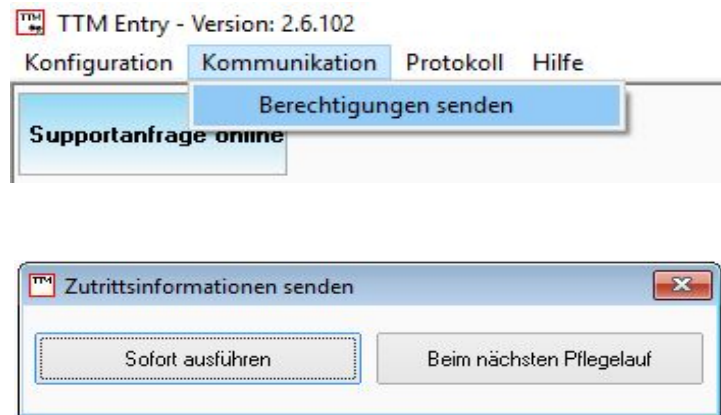 TTM Entry - Version: 2.6.102
Konfiguration Kommunikation Protokoll Hilfe
Berechtigungen senden
Supportanfrage online
Zutrittsinformationen senden
Sofort ausführen Beim nächsten Pflegelauf